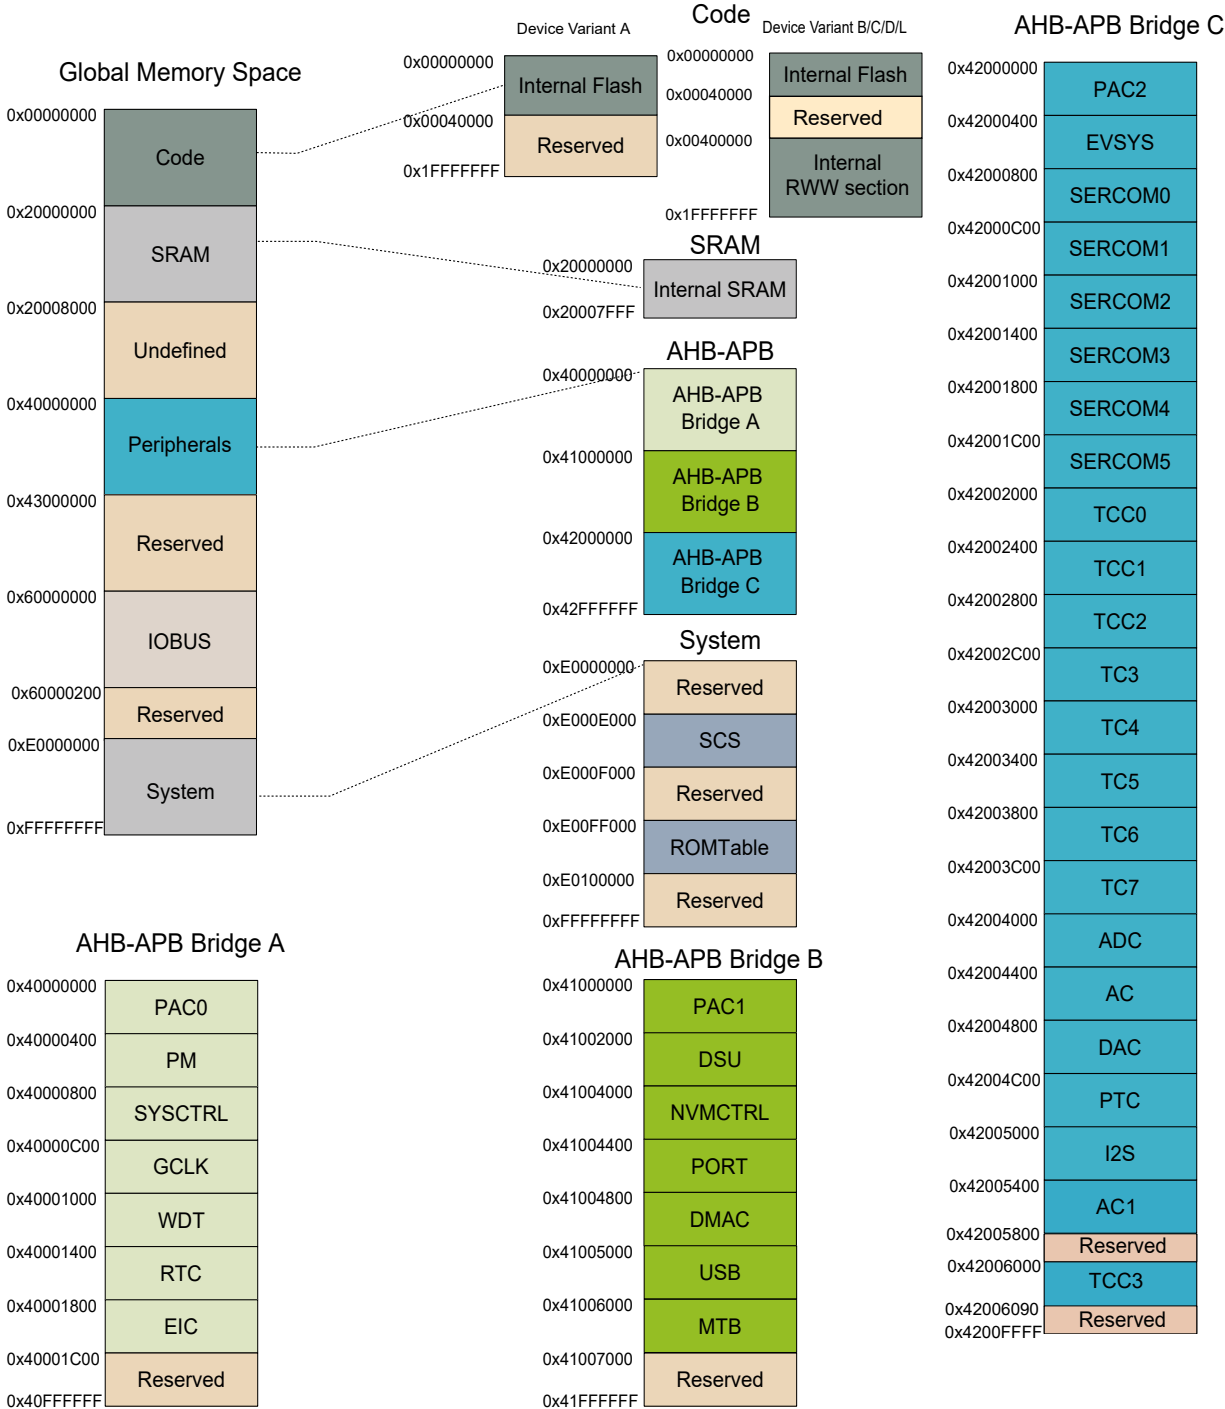 Global Memory Space
0x00000000
Code
0x20000000
SRAM
0x20008000
Undefined
0x40000000
Peripherals
0x43000000
Reserved
0x60000000
IOBUS
0x60000200
Reserved
0xE0000000
System
0xFFFFFFFF
Code
Device Variant A
0x00000000
Internal Flash
0x00040000
Reserved
0x1FFFFFFF
Device Variant B/C/D/L
0x00000000
Internal Flash
0x00040000
Reserved
0x00400000
Internal
RWW section
0x1FFFFFFF
SRAM
0x20000000
Internal SRAM
0x20007FFF
AHB-APB
0x40000000
AHB-APB
Bridge A
0x41000000
AHB-APB
Bridge B
0x42000000
AHB-APB
Bridge C
0x42FFFFFF
System
0xE0000000
Reserved
0xE000E000
SCS
0xE000F000
Reserved
0xE00FF000
ROMTable
0xE0100000
Reserved
0xFFFFFFFF
AHB-APB Bridge A
0x40000000
PAC0
0x40000400
PM
0x40000800
SYSCTRL
0x40000C00
GCLK
0x40001000
WDT
0x40001400
RTC
0x40001800
EIC
0x40001C00
Reserved
0x40FFFFFF
AHB-APB Bridge B
0x41000000
PAC1
0x41002000
DSU
0x41004000
NVMCTRL
0x41004400
PORT
0x41004800
DMAC
0x41005000
USB
0x41006000
MTB
0x41007000
Reserved
0x41FFFFFF
AHB-APB Bridge C
0x42000000
PAC2
0x42000400
EVSYS
0x42000800
SERCOM0
0x42000C00
SERCOM1
0x42001000
SERCOM2
0x42001400
SERCOM3
0x42001800
SERCOM4
0x42001C00
SERCOM5
0x42002000
TCC0
0x42002400
TCC1
0x42002800
TCC2
0x42002C00
TC3
0x42003000
TC4
0x42003400
TC5
0x42003800
TC6
0x42003C00
TC7
0x42004000
ADC
0x42004400
AC
0x42004800
DAC
0x42004C00
PTC
0x42005000
I2S
0x42005400
AC1
0x42005800
Reserved
0x42006000
TCC3
0x42006090
Reserved
0x4200FFFF